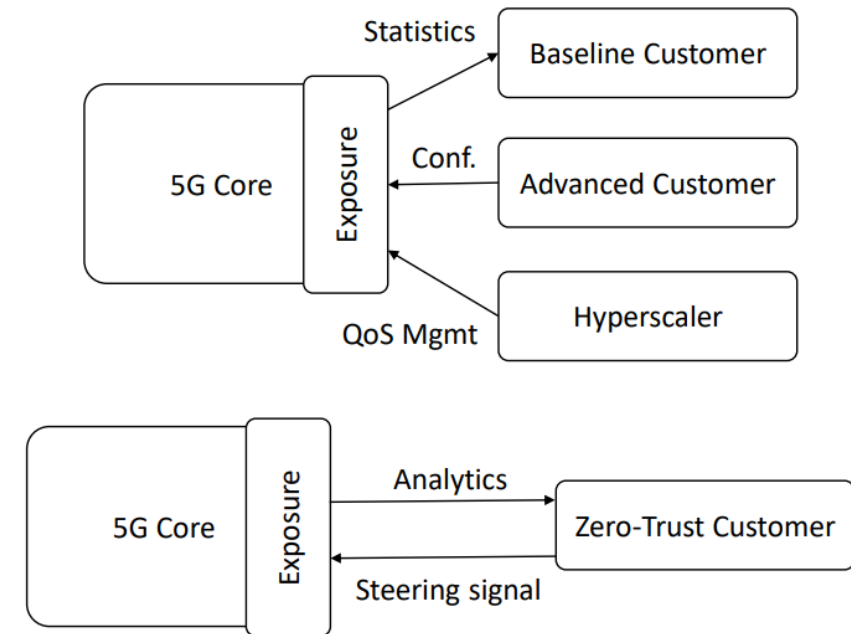 Statistics
Baseline Customer
5G Core
Exposure
Conf.
Advanced Customer
QoS Mgmt
Hyperscaler
5G Core
Exposure
Analytics
Zero-Trust Customer
Steering signal